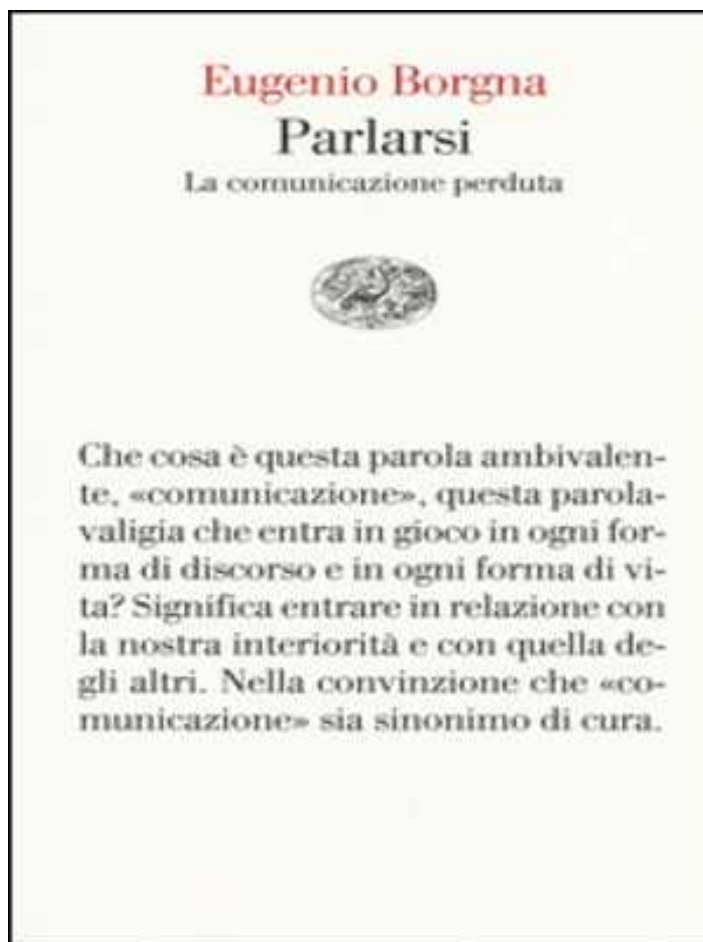 Eugenio Borgna
Parlarsi
La comunicazione perduta
Che cosa è questa parola ambivalen-
te, «comunicazione», questa parola-
valigia che entra in gioco in ogni for-
ma di discorso e in ogni forma di vi-
ta? Significa entrare in relazione con
la nostra interiorità e con quella de-
gli altri. Nella convinzione che «co-
municazione» sia sinonimo di cura.